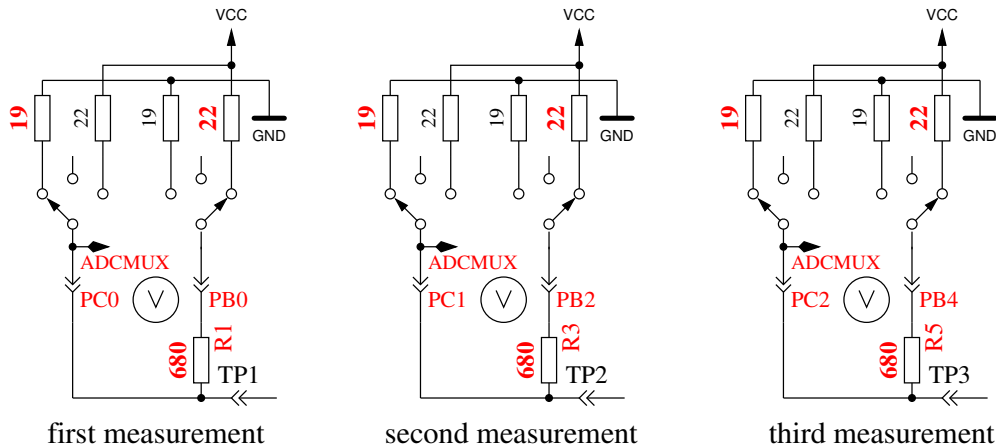 VCC
19
22
19
22
GND
ADCMUX
V
PC0
PB0
R1
680
TP1
first measurement
VCC
19
22
19
22
GND
ADCMUX
V
PC1
PB2
R3
680
TP2
second measurement
VCC
19
22
19
22
GND
ADCMUX
V
PC2
PB4
R5
680
TP3
third measurement